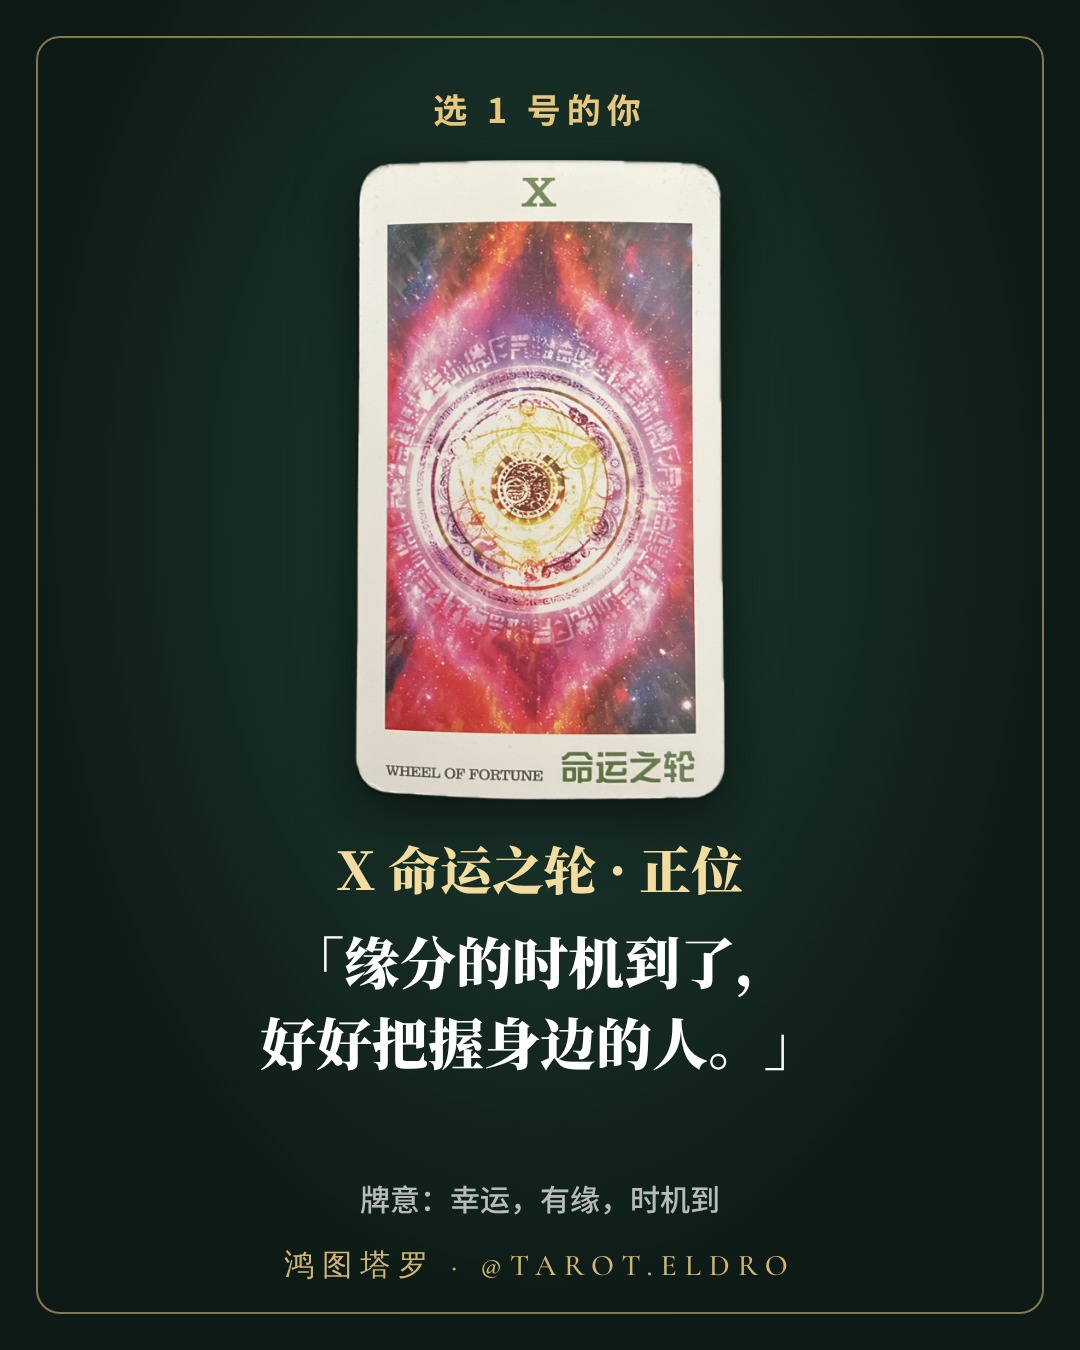 选 1 号的你
X
WHEEL OF FORTUNE 命运之轮
X 命运之轮 · 正位
「缘分的时机到了，
好好把握身边的人。」
牌意：幸运，有缘，时机到
鸿图塔罗 · @TAROT.ELDRO